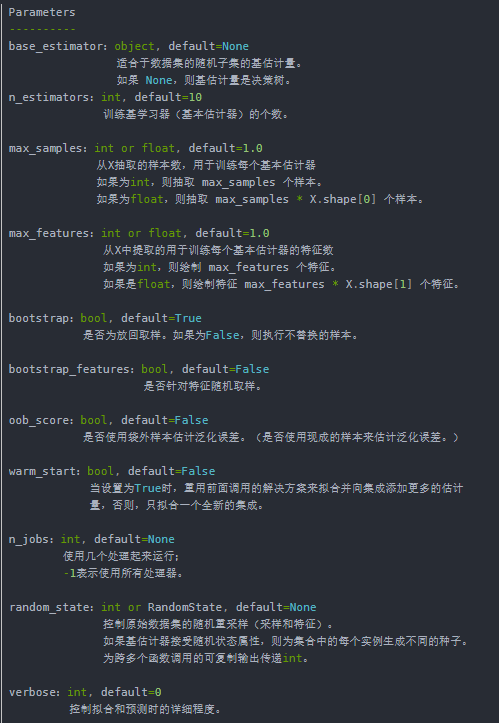 Parameters
----------
base_estimator：object, default=None
适合于数据集的随机子集的基估计量。
如果 None，则基估计量是决策树。
n_estimators：int, default=10
训练基学习器（基本估计器）的个数。
max_samples：int or float, default=1.0
从X抽取的样本数，用于训练每个基本估计器
如果为int，则抽取 max_samples 个样本。
如果为float，则抽取 max_samples * X.shape[0] 个样本。
max_features：int or float, default=1.0
从X中提取的用于训练每个基本估计器的特征数
如果为int，则绘制 max_features 个特征。
如果是float，则绘制特征 max_features * X.shape[1] 个特征。
bootstrap：bool, default=True
是否为放回取样。如果为False，则执行不替换的样本。
bootstrap_features：bool, default=False
是否针对特征随机取样。
oob_score：bool, default=False
是否使用袋外样本估计泛化误差。（是否使用现成的样本来估计泛化误差。）
warm_start：bool, default=False
当设置为True时，重用前面调用的解决方案来拟合并向集成添加更多的估计
量，否则，只拟合一个全新的集成。
n_jobs：int, default=None
使用几个处理起来运行；
-1表示使用所有处理器。
random_state：int or RandomState, default=None
控制原始数据集的随机重采样（采样和特征）。
如果基估计器接受随机状态属性，则为集合中的每个实例生成不同的种子。
为跨多个函数调用的可复制输出传递int。
verbose：int, default=0
控制拟合和预测时的详细程度。